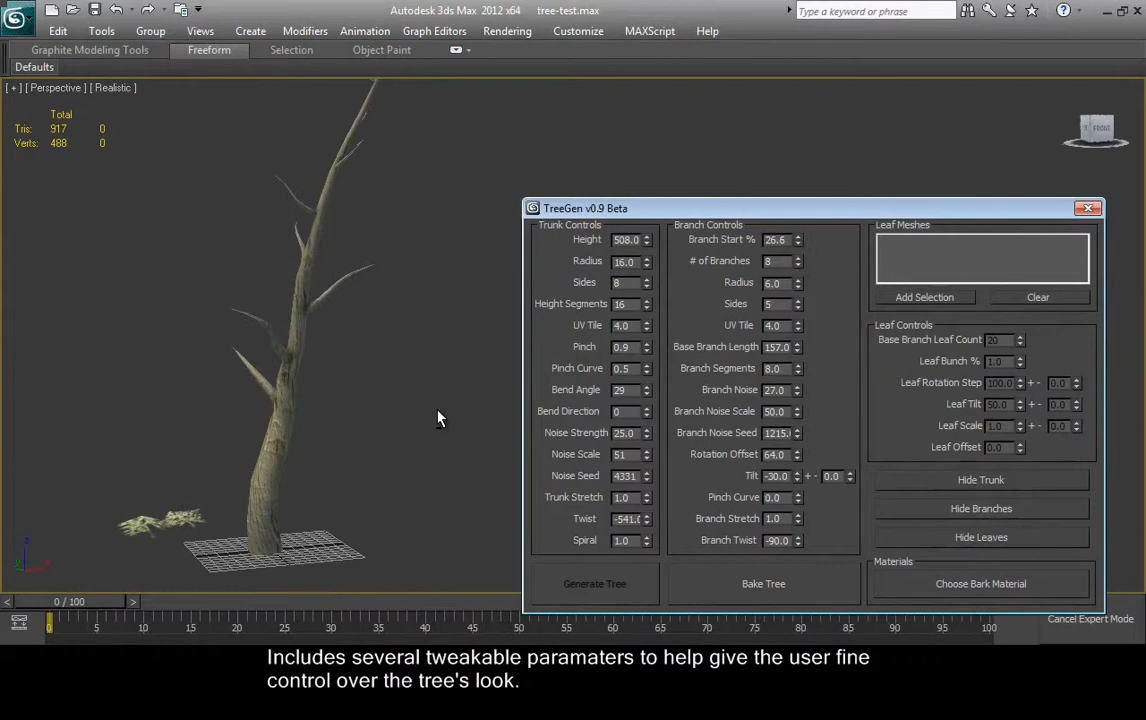 Autodesk 3ds Max 2012 x64 tree-test.max
Type a keyword or phrase
Edit Tools Group Views Create Modifiers Animation Graph Editors Rendering Customize MAXScript Help
Graphite Modeling Tools Freeform Selection Object Paint
Defaults
[ + ] [ Perspective ] [ Realistic ]
Total
Tris: 917 0
Verts: 488 0
FRONT
TreeGen v0.9 Beta
Trunk Controls
Height 508.0
Radius 16.0
Sides 8
Height Segments 16
UV Tile 4.0
Pinch 0.9
Pinch Curve 0.5
Bend Angle 29
Bend Direction 0
Noise Strength 25.0
Noise Scale 51
Noise Seed 4331
Trunk Stretch 1.0
Twist -541.0
Spiral 1.0
Generate Tree
Branch Controls
Branch Start % 26.6
# of Branches 8
Radius 6.0
Sides 5
UV Tile 4.0
Base Branch Length 157.0
Branch Segments 8.0
Branch Noise 27.0
Branch Noise Scale 50.0
Branch Noise Seed 1215.
Rotation Offset 64.0
Tilt -30.0 + - 0.0
Pinch Curve 0.0
Branch Stretch 1.0
Branch Twist -90.0
Bake Tree
Leaf Meshes
Add Selection Clear
Leaf Controls
Base Branch Leaf Count 20
Leaf Bunch % 1.0
Leaf Rotation Step 100.0 + - 0.0
Leaf Tilt 50.0 + - 0.0
Leaf Scale 1.0 + - 0.0
Leaf Offset 0.0
Hide Trunk
Hide Branches
Hide Leaves
Materials
Choose Bark Material
< 0 / 100 >
0 5 10 15 20 25 30 35 40 45 50 55 60 65 70 75 80 85 90 95 100
Cancel Expert Mode
Includes several tweakable paramaters to help give the user fine
control over the tree's look.